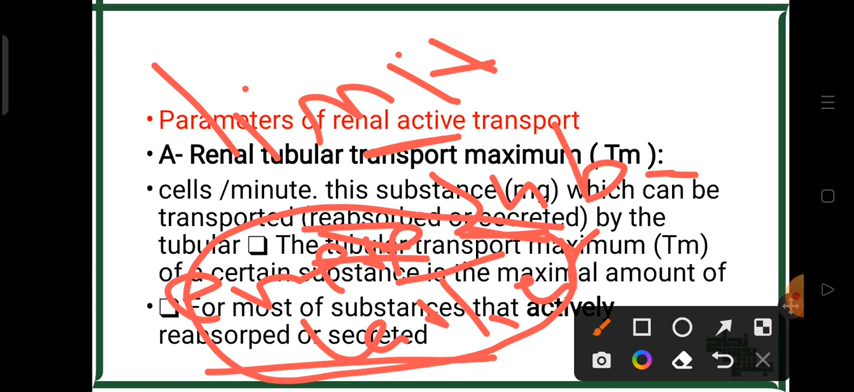 • Parameters of renal active transport
• A- Renal tubular transport maximum ( Tm ):
• cells /minute. this substance (mg) which can be
transported (reabsorbed or secreted) by the
tubular ❑ The tubular transport maximum (Tm)
of a certain substance is the maximal amount of
• ❑ For most of substances that actively
reabsorped or secreted